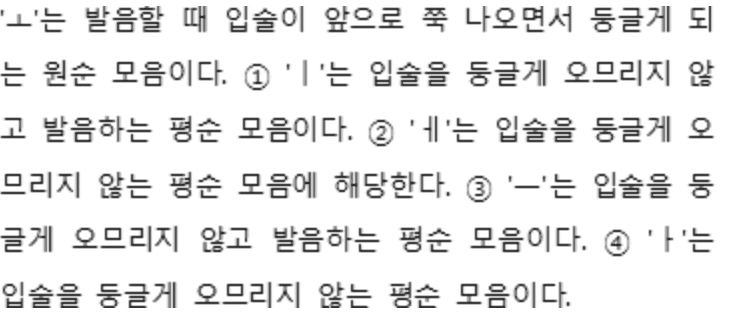 'ㅗ'는 발음할 때 입술이 앞으로 쭉 나오면서 둥글게 되
는 원순 모음이다. ① 'ㅣ'는 입술을 둥글게 오므리지 않
고 발음하는 평순 모음이다. ② 'ㅔ'는 입술을 둥글게 오
므리지 않는 평순 모음에 해당한다. ③ 'ㅡ'는 입술을 둥
글게 오므리지 않고 발음하는 평순 모음이다. ④ 'ㅏ'는
입술을 둥글게 오므리지 않는 평순 모음이다.